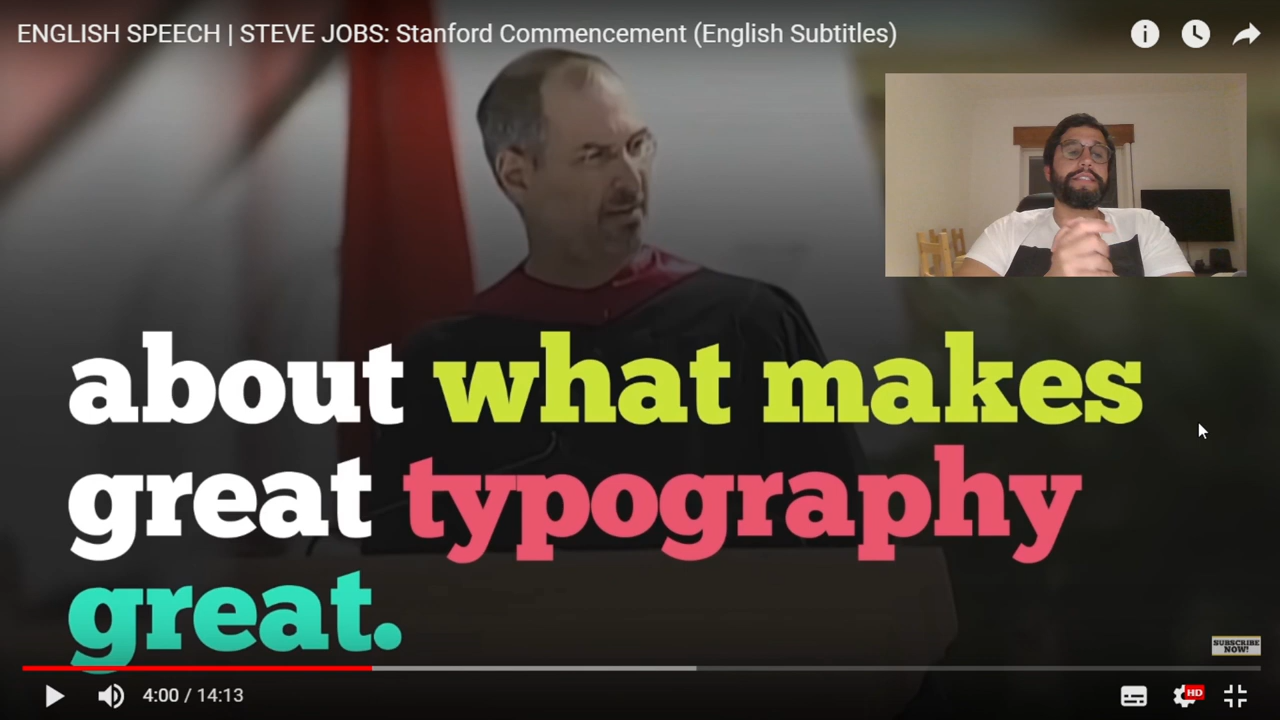 ENGLISH SPEECH | STEVE JOBS: Stanford Commencement (English Subtitles)
about what makes
great typography
great.
SUBSCRIBE
NOW!
4:00 / 14:13
HD